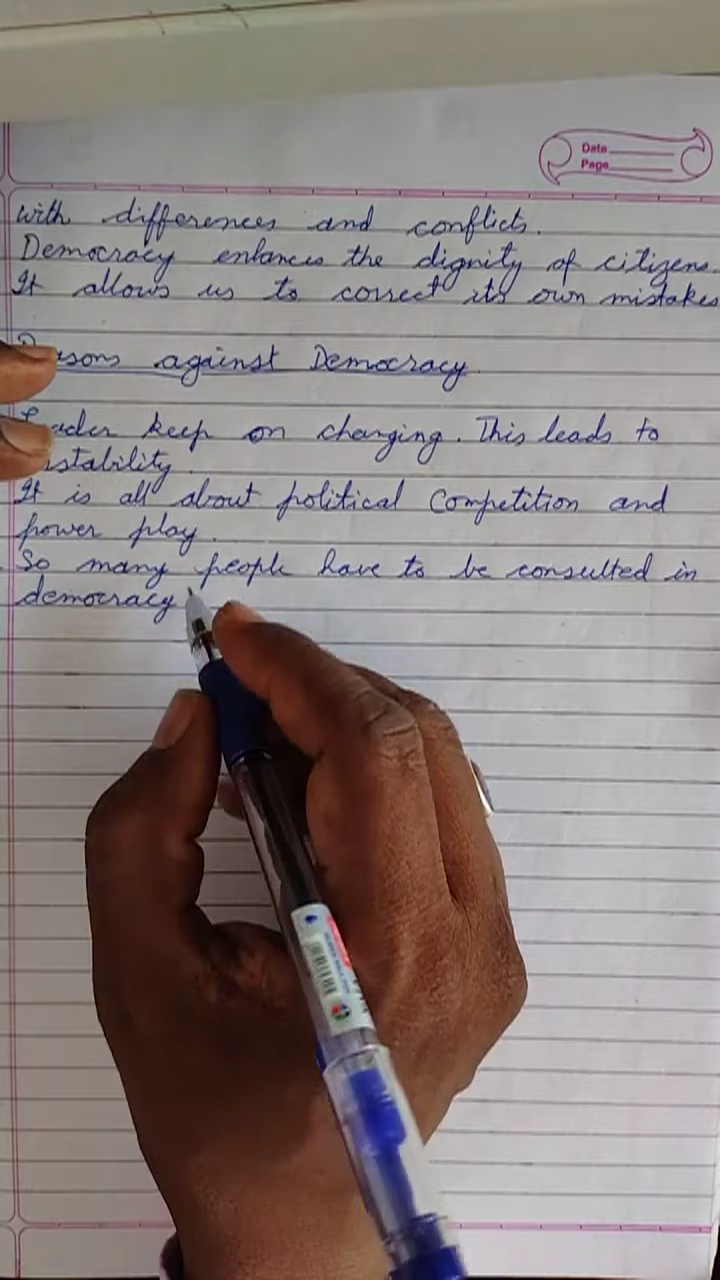 Date
Page
with differences and conflicts.
Democracy enhances the dignity of citizens.
It allows us to correct its own mistakes
against Democracy
keep on changing. This leads to
It is all about political Competition and
power play.
So many people have to be consulted in
democracy